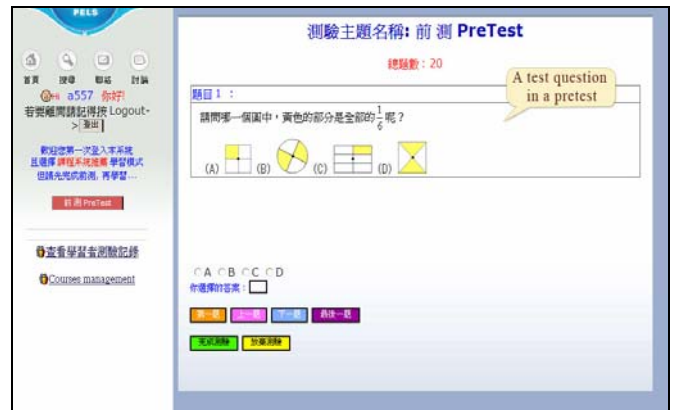 PELS
首頁 搜尋 聯絡 討論
Hi a557 你好!
若要離開請記得按 Logout-
> 登出
歡迎您第一次登入本系統
且選擇 課程系統推薦 學習模式
但請先完成前測, 再學習...
前 測 PreTest
查看學習者測驗記錄
Courses management
測驗主題名稱: 前 測 PreTest
總題數：20
A test question
in a pretest
題目 1 ：
請問哪一個圖中，黃色的部分是全部的 1/6 呢？
(A) (B) (C) (D)
A B C D
你選擇的答案：
第一題 上一題 下一題 最後一題
完成測驗 放棄測驗